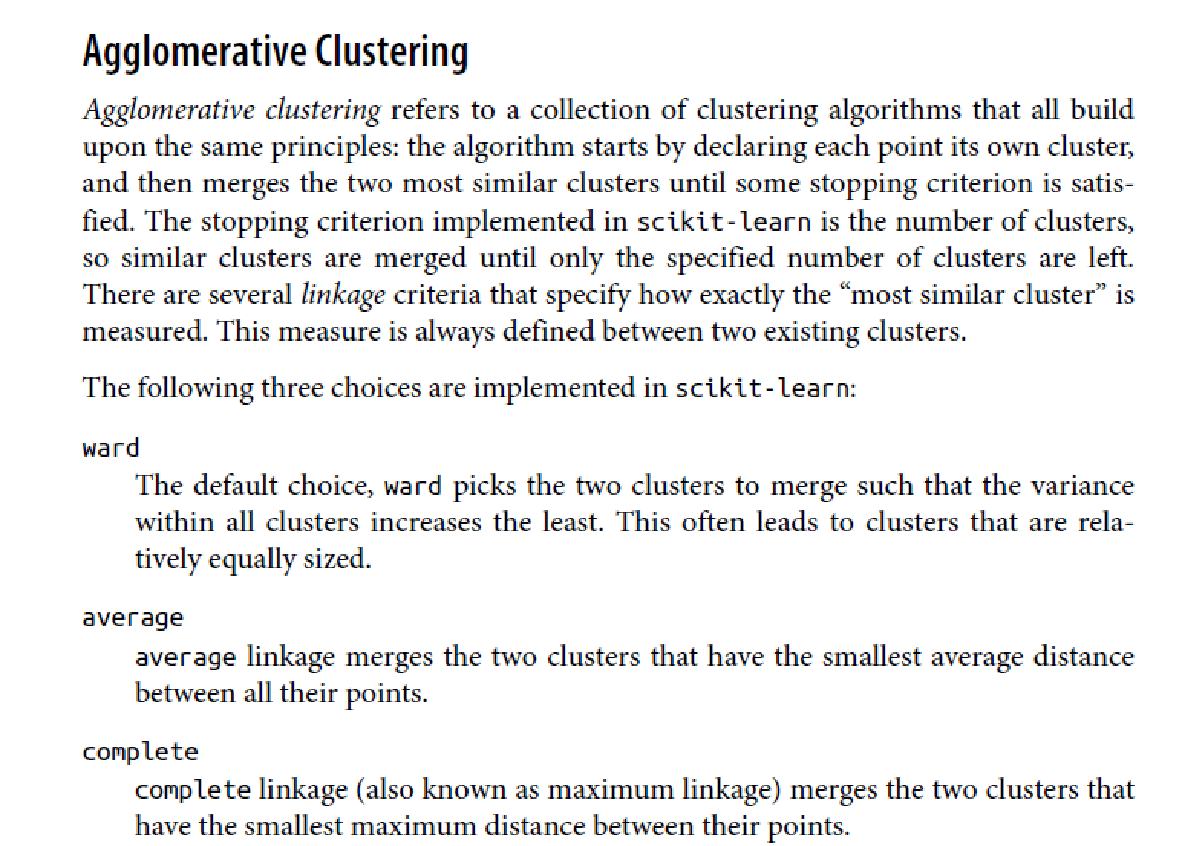 Agglomerative Clustering
Agglomerative clustering refers to a collection of clustering algorithms that all build
upon the same principles: the algorithm starts by declaring each point its own cluster,
and then merges the two most similar clusters until some stopping criterion is satis-
fied. The stopping criterion implemented in scikit-learn is the number of clusters,
so similar clusters are merged until only the specified number of clusters are left.
There are several linkage criteria that specify how exactly the “most similar cluster” is
measured. This measure is always defined between two existing clusters.
The following three choices are implemented in scikit-learn:
ward
The default choice, ward picks the two clusters to merge such that the variance
within all clusters increases the least. This often leads to clusters that are rela-
tively equally sized.
average
average linkage merges the two clusters that have the smallest average distance
between all their points.
complete
complete linkage (also known as maximum linkage) merges the two clusters that
have the smallest maximum distance between their points.